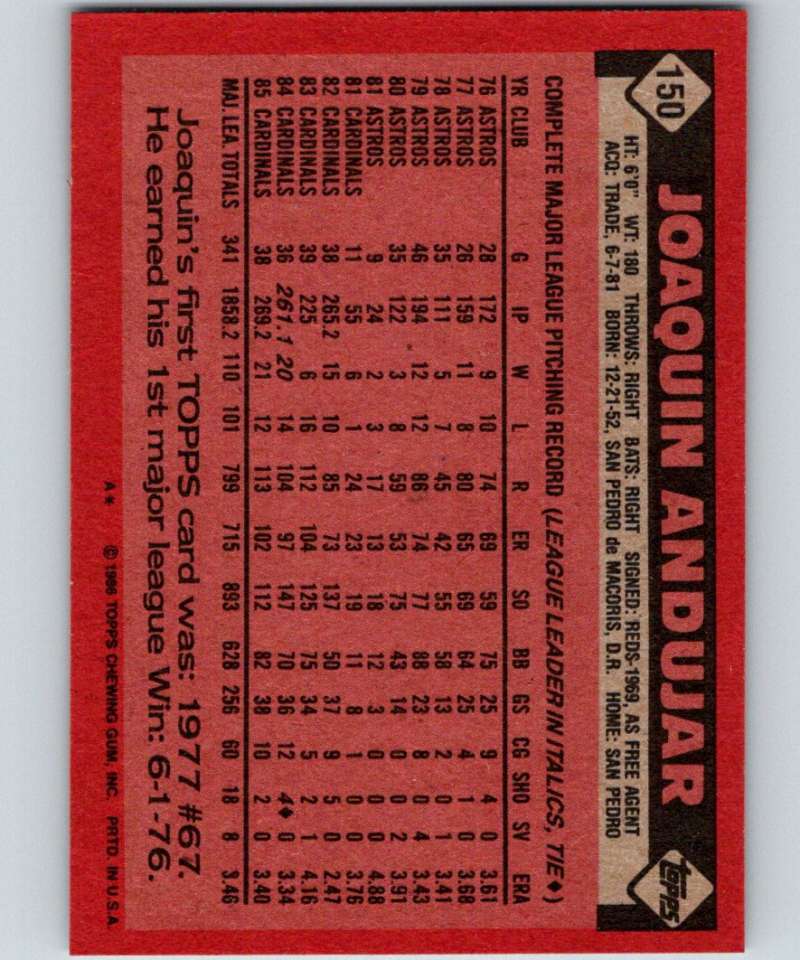 150
JOAQUIN ANDUJAR
topps
HT: 6'0" WT: 180 THROWS: RIGHT BATS: RIGHT SIGNED: REDS-1969, AS FREE AGENT
ACQ: TRADE, 6-7-81 BORN: 12-21-52, SAN PEDRO de MACORIS, D.R. HOME: SAN PEDRO
COMPLETE MAJOR LEAGUE PITCHING RECORD (LEAGUE LEADER IN ITALICS, TIE♦)
YR CLUB G IP W L R ER SO BB GS CG SHO SV ERA
76 ASTROS 28 172 9 10 74 69 59 75 25 9 4 0 3.61
77 ASTROS 26 159 11 8 80 65 69 64 25 4 1 0 3.68
78 ASTROS 35 111 5 7 45 42 55 58 13 2 0 1 3.41
79 ASTROS 46 194 12 12 86 74 77 88 23 8 0 4 3.43
80 ASTROS 35 122 3 8 59 53 75 43 14 0 0 2 3.91
81 ASTROS 9 24 2 3 17 13 18 12 3 0 0 0 4.88
81 CARDINALS 11 55 6 1 24 23 19 11 8 1 0 0 3.76
82 CARDINALS 38 265.2 15 10 85 73 137 50 37 9 5 0 2.47
83 CARDINALS 39 225 6 16 112 104 125 75 34 5 2 1 4.16
84 CARDINALS 36 261.1 20 14 104 97 147 70 36 12 4♦ 0 3.34
85 CARDINALS 38 269.2 21 12 113 102 112 82 38 10 2 0 3.40
MAJ. LEA. TOTALS 341 1858.2 110 101 799 715 893 628 256 60 18 8 3.46
Joaquin's first TOPPS card was: 1977 #67.
He earned his 1st major league Win: 6-1-76.
A* © 1986 TOPPS CHEWING GUM, INC. PRTD. IN U.S.A.